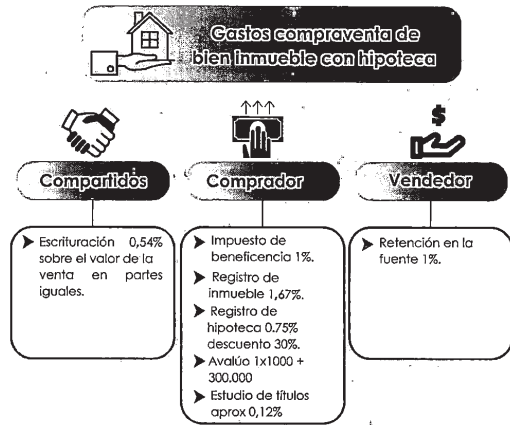 Gastos compraventa de
bien inmueble con hipoteca
$
Compartidos
Comprador
Vendedor
➤ Escrituración 0,54%
sobre el valor de la
venta en partes
iguales.
➤ Impuesto de
beneficencia 1%.
➤ Registro de
inmueble 1,67%.
➤ Registro de
hipoteca 0.75%
descuento 30%.
➤ Avalúo 1x1000 +
300.000
➤ Estudio de títulos
aprox 0,12%
➤ Retención en la
fuente 1%.